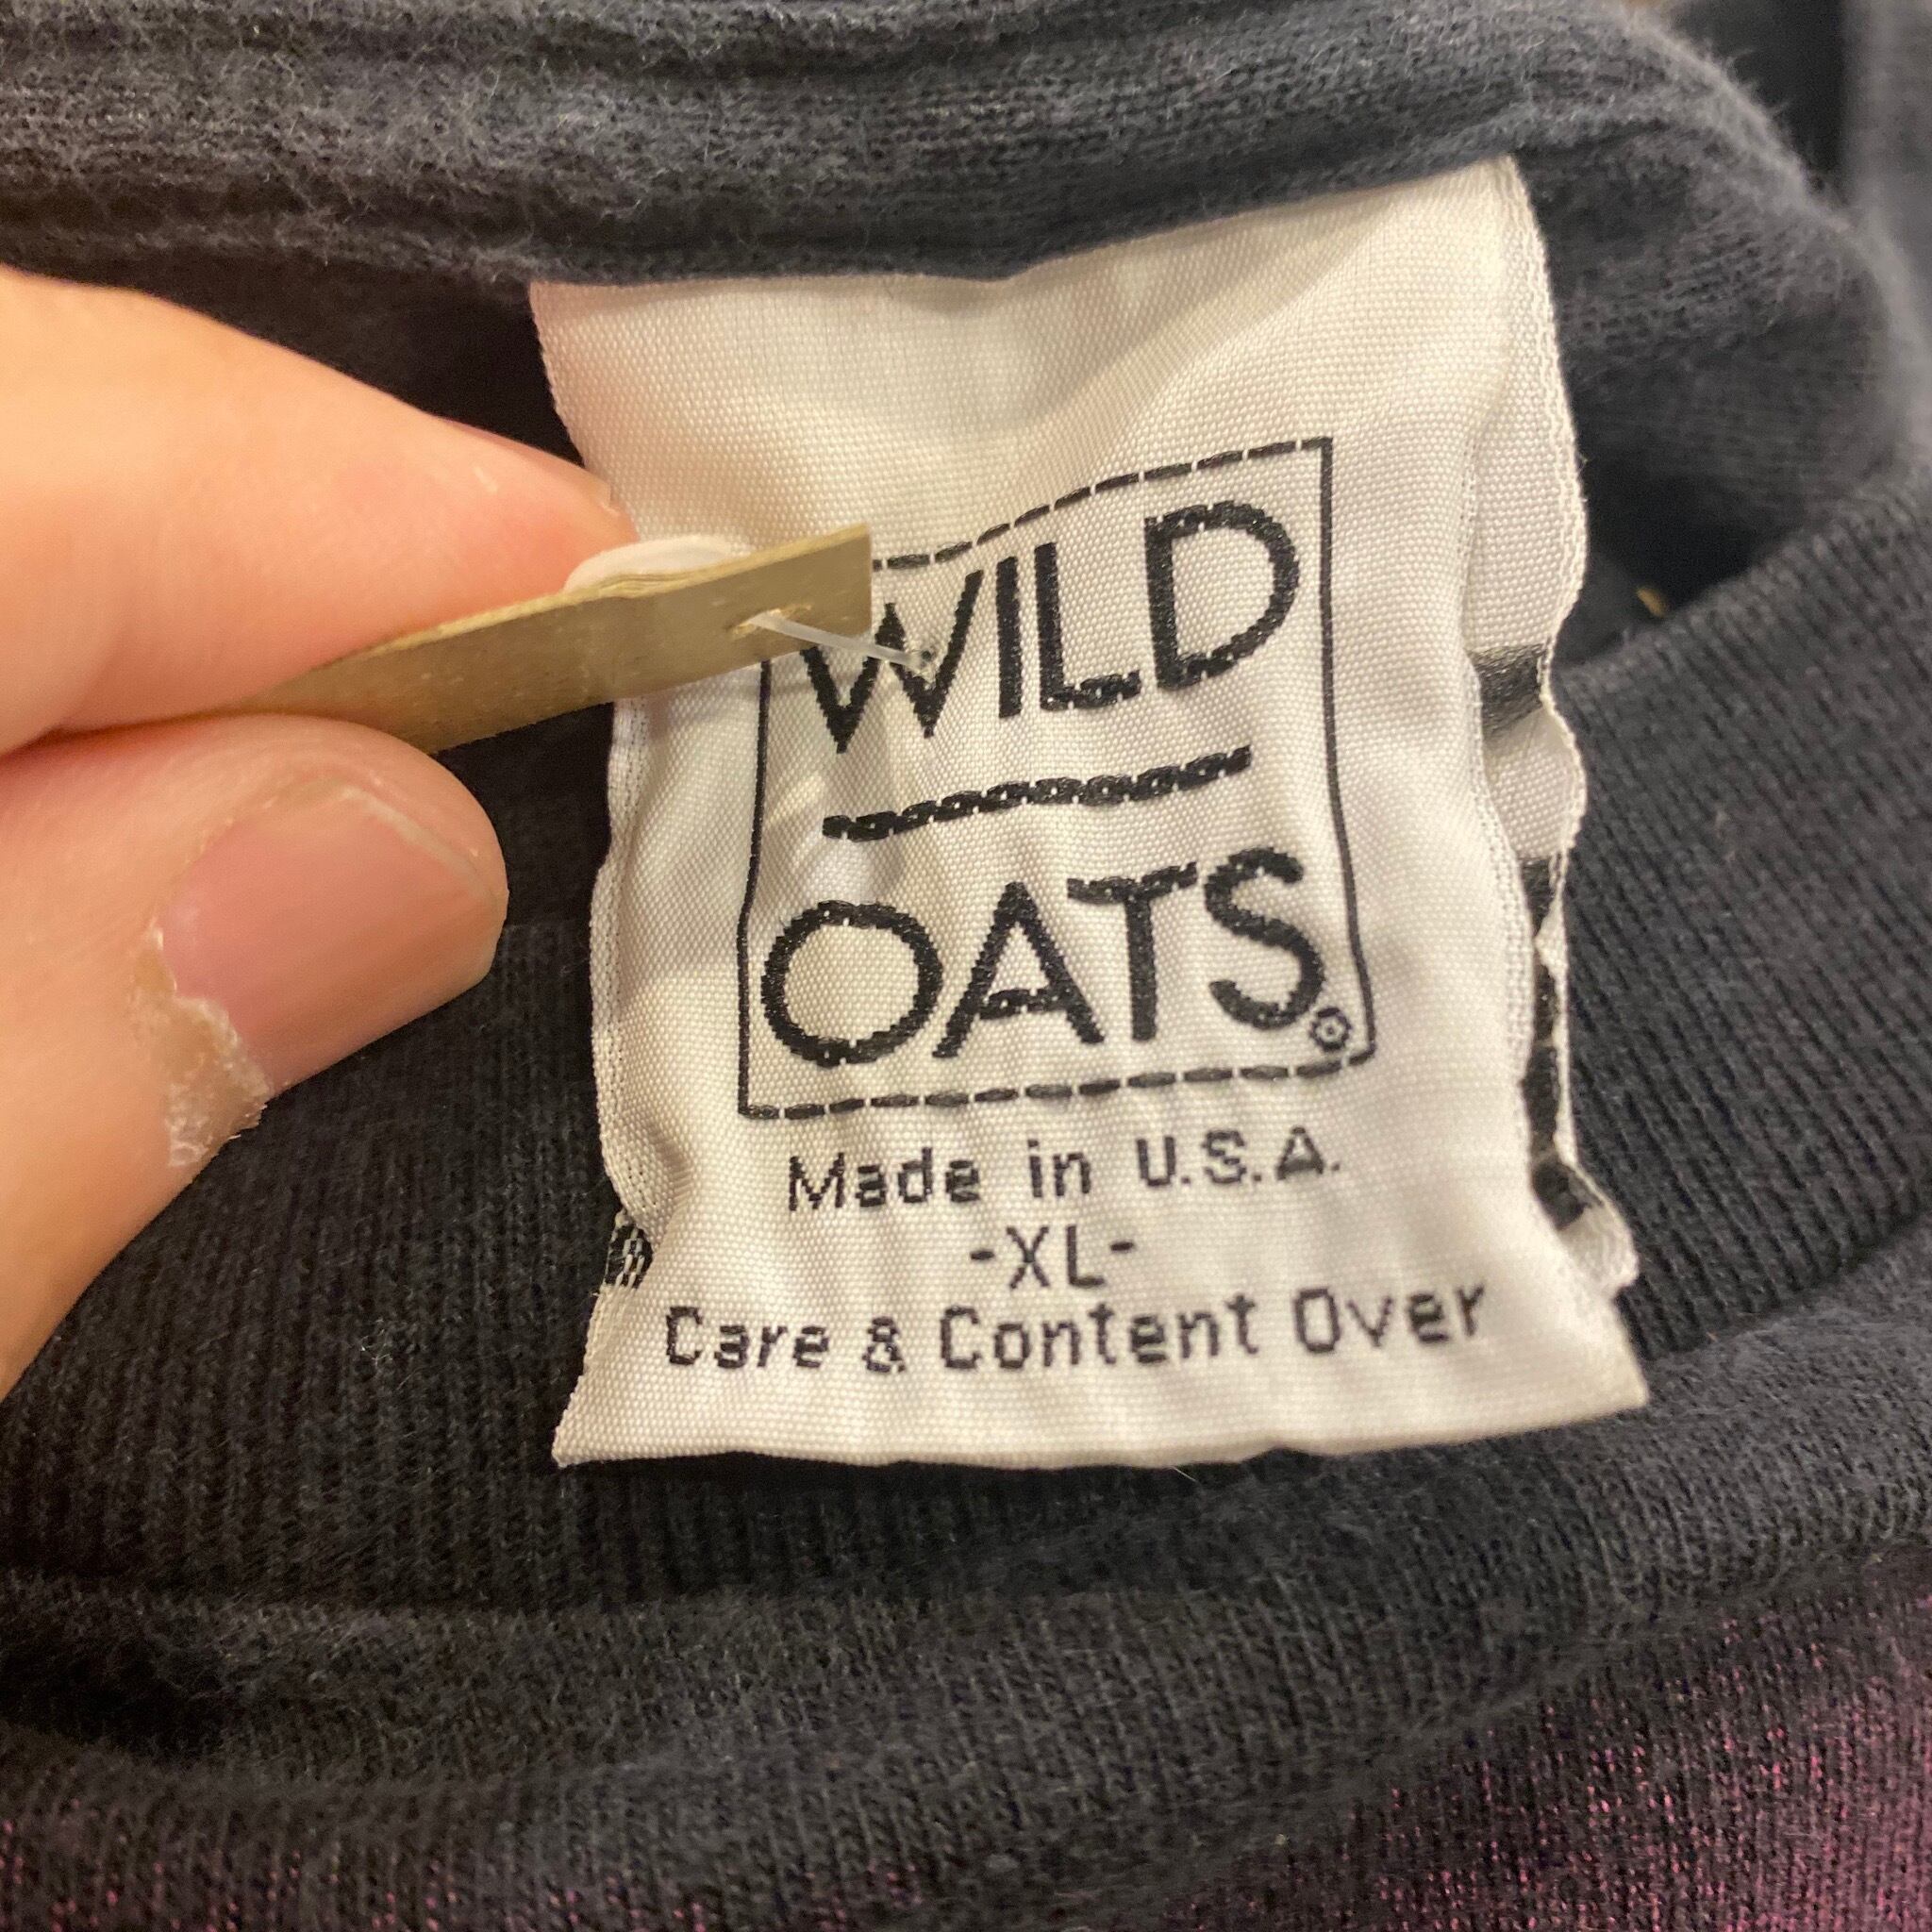 WILD
OATS®
Made in U.S.A.
-XL-
Care & Content Over